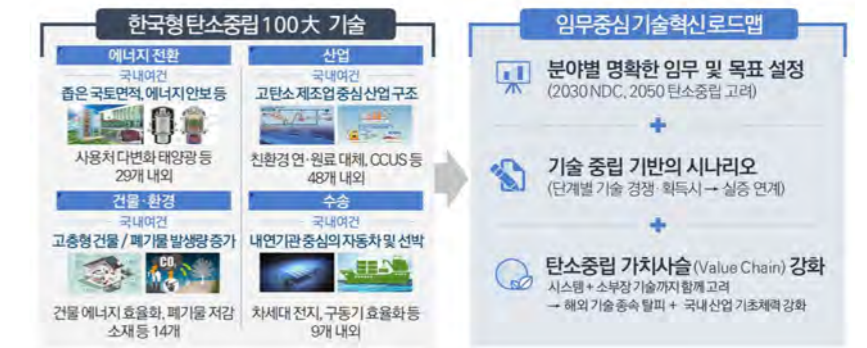 한국형 탄소중립 100大 기술
에너지 전환
국내여건
좁은 국토면적, 에너지 안보 등
사용처 다변화 태양광 등
29개 내외
산업
국내여건
고탄소 제조업 중심 산업 구조
친환경 연·원료 대체, CCUS 등
48개 내외
건물·환경
국내여건
고층형 건물 / 폐기물 발생량 증가
CO₂
건물 에너지 효율화, 폐기물 저감
소재 등 14개
수송
국내여건
내연기관 중심의 자동차 및 선박
차세대 전지, 구동기 효율화 등
9개 내외
임무중심 기술혁신 로드맵
분야별 명확한 임무 및 목표 설정
(2030 NDC, 2050 탄소중립 고려)
+
기술 중립 기반의 시나리오
(단계별 기술 경쟁·획득시 → 실증 연계)
+
탄소중립 가치사슬(Value Chain) 강화
시스템 + 소부장 기술까지 함께 고려
→ 해외 기술 종속 탈피 + 국내 산업 기초체력 강화